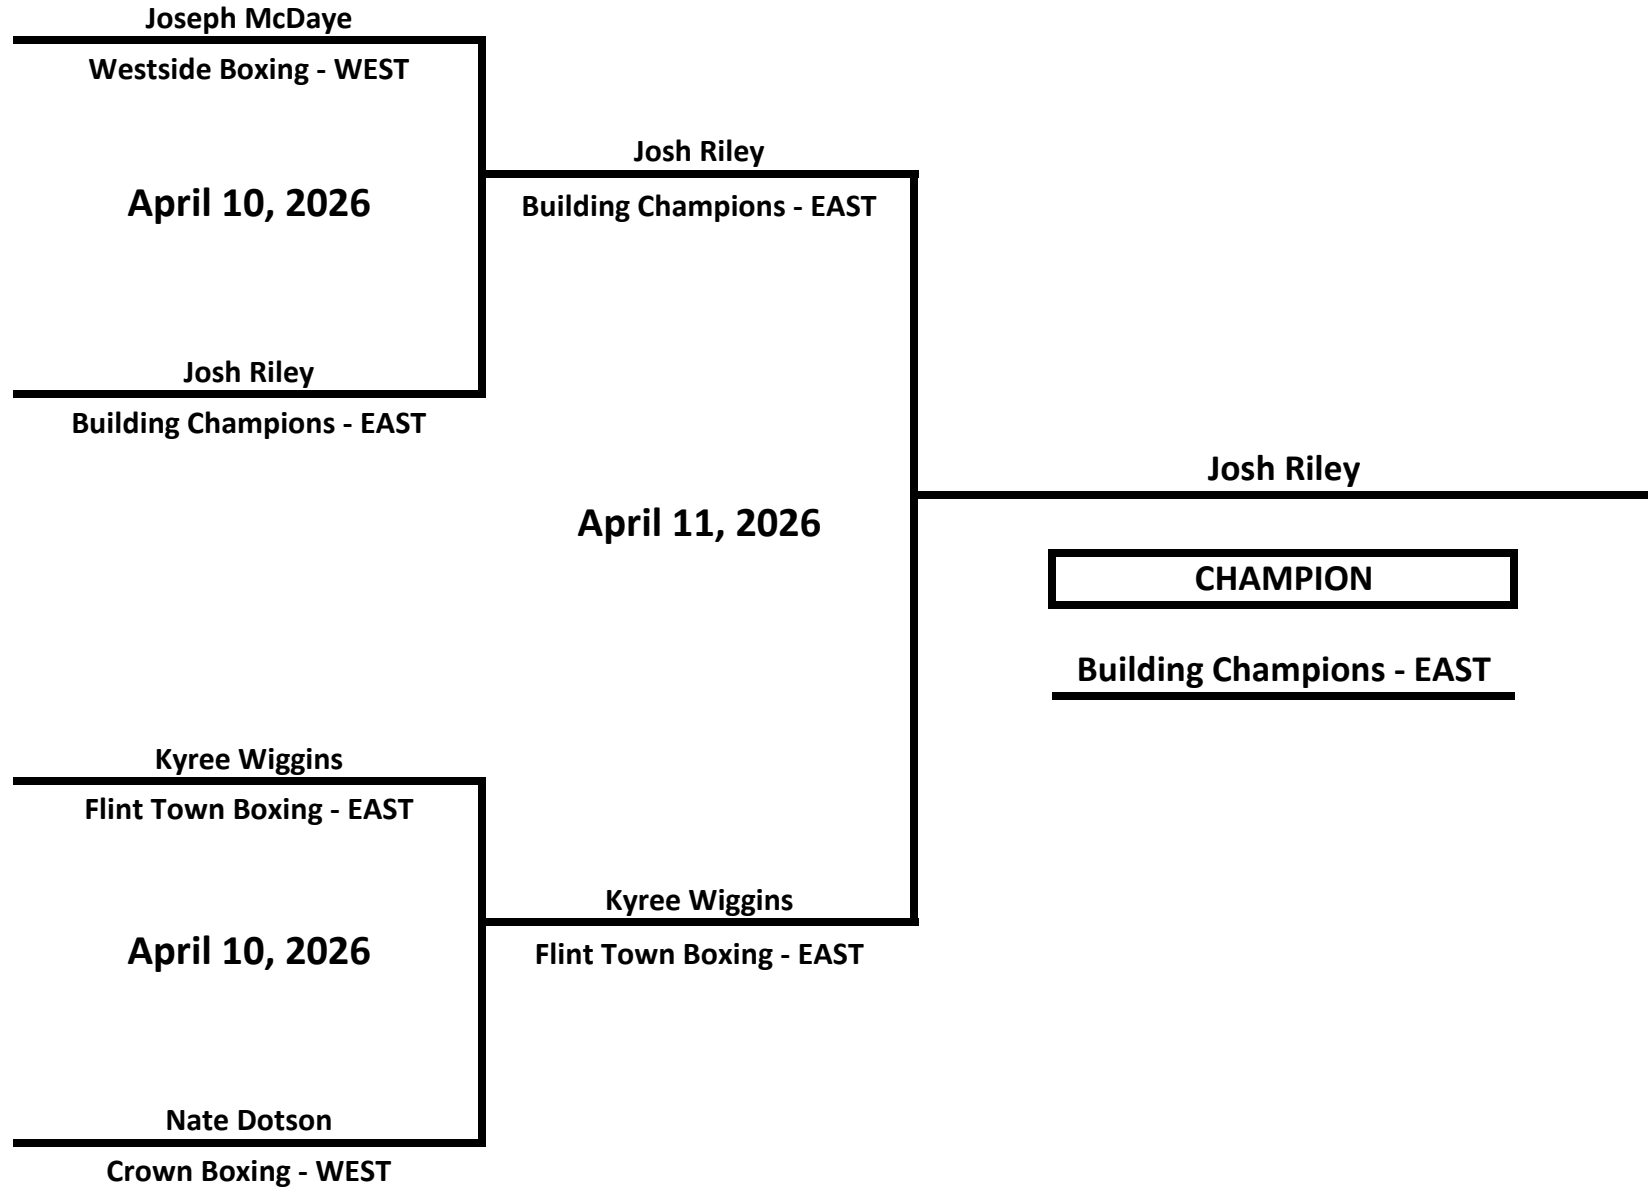 Joseph McDaye
Westside Boxing - WEST
April 10, 2026
Josh Riley
Building Champions - EAST
Josh Riley
Building Champions - EAST
April 11, 2026
Josh Riley
CHAMPION
Building Champions - EAST
Kyree Wiggins
Flint Town Boxing - EAST
April 10, 2026
Nate Dotson
Crown Boxing - WEST
Kyree Wiggins
Flint Town Boxing - EAST